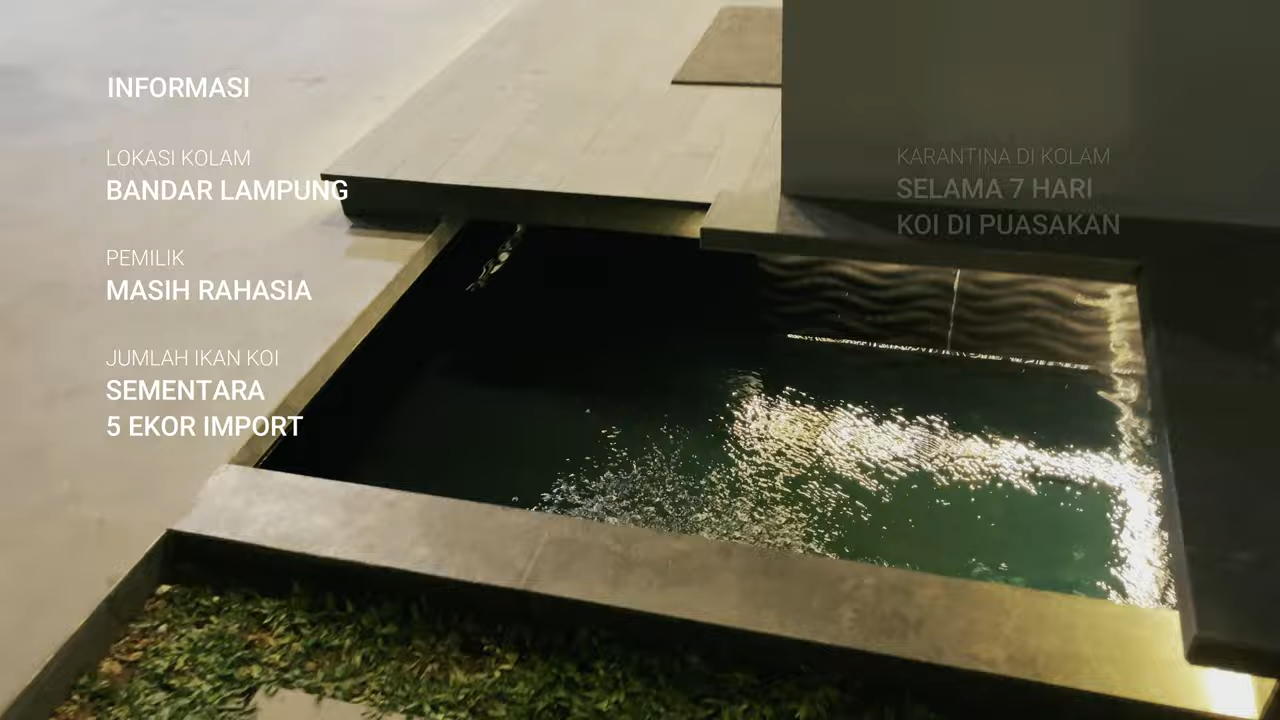 INFORMASI
LOKASI KOLAM
BANDAR LAMPUNG
PEMILIK
MASIH RAHASIA
JUMLAH IKAN KOI
SEMENTARA
5 EKOR IMPORT
KARANTINA DI KOLAM
SELAMA 7 HARI
KOI DI PUASAKAN